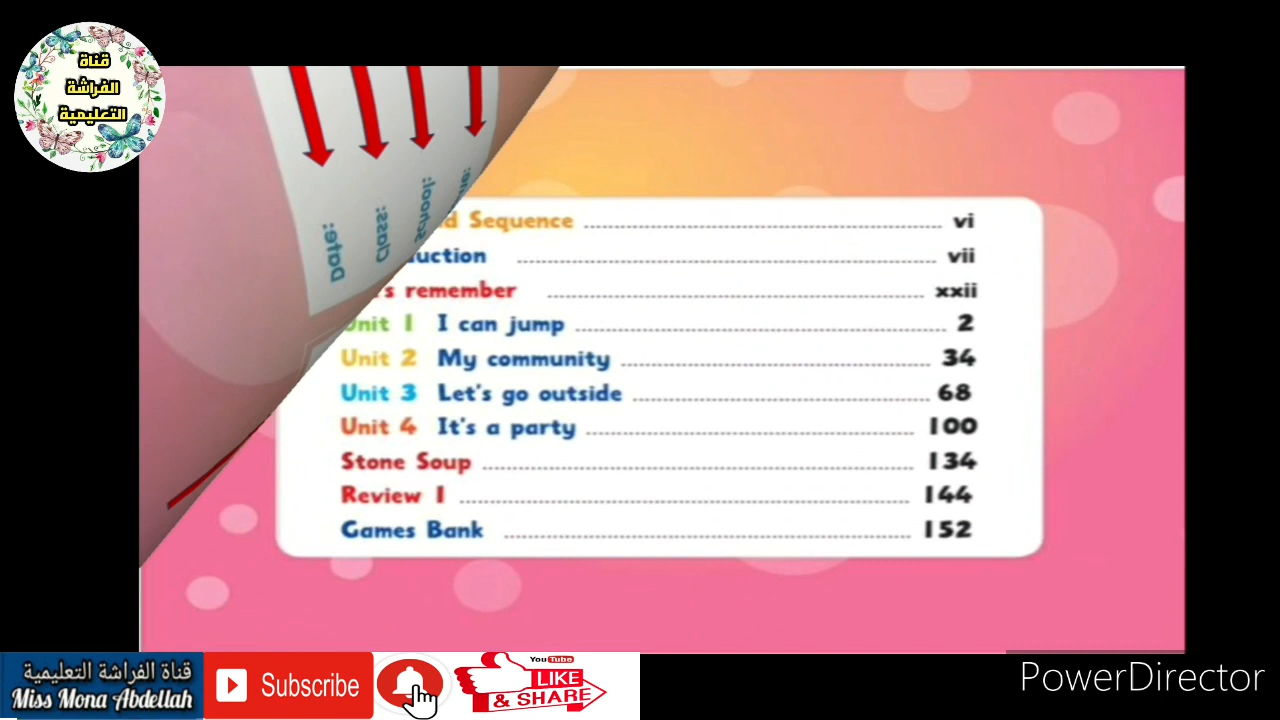 قناة
الفراشة
التعليمية
Date:
Class:
Sequence ........ vi
........ vii
remember ........ xxii
Unit 1 I can jump ........ 2
Unit 2 My community ........ 34
Unit 3 Let's go outside ........ 68
Unit 4 It's a party ........ 100
Stone Soup ........ 134
Review 1 ........ 144
Games Bank ........ 152
قناة الفراشة التعليمية
Miss Mona Abdellah
Subscribe
YouTube
LIKE
& SHARE
PowerDirector